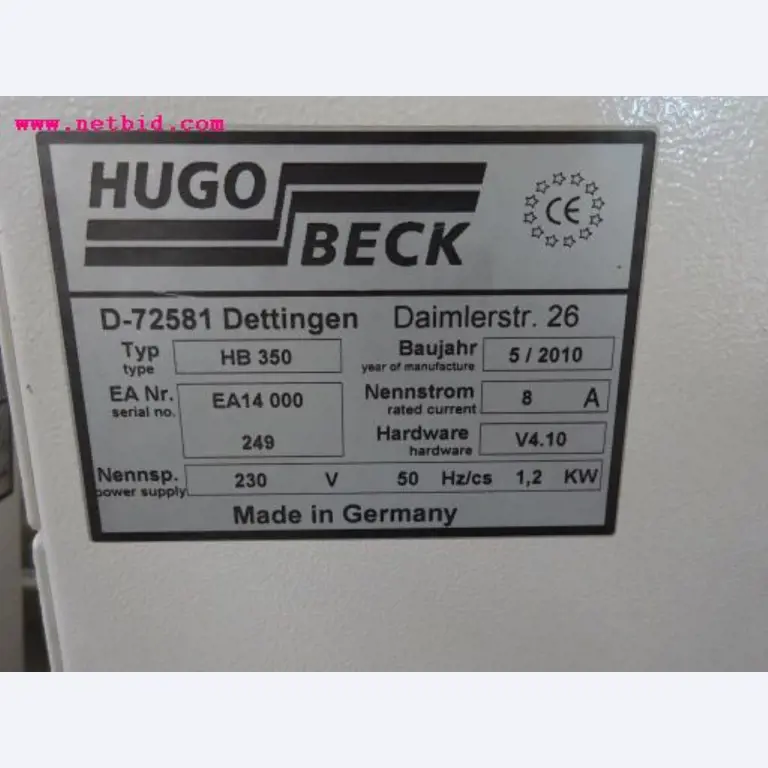 www.netbid.com
HUGO
BECK
CE
D-72581 Dettingen Daimlerstr. 26
Typ HB 350 Baujahr 5 / 2010
type year of manufacture
EA Nr. EA14 000 Nennstrom 8 A
serial no. rated current
249 Hardware V4.10
hardware
Nennsp. 230 V 50 Hz/cs 1,2 KW
power supply
Made in Germany